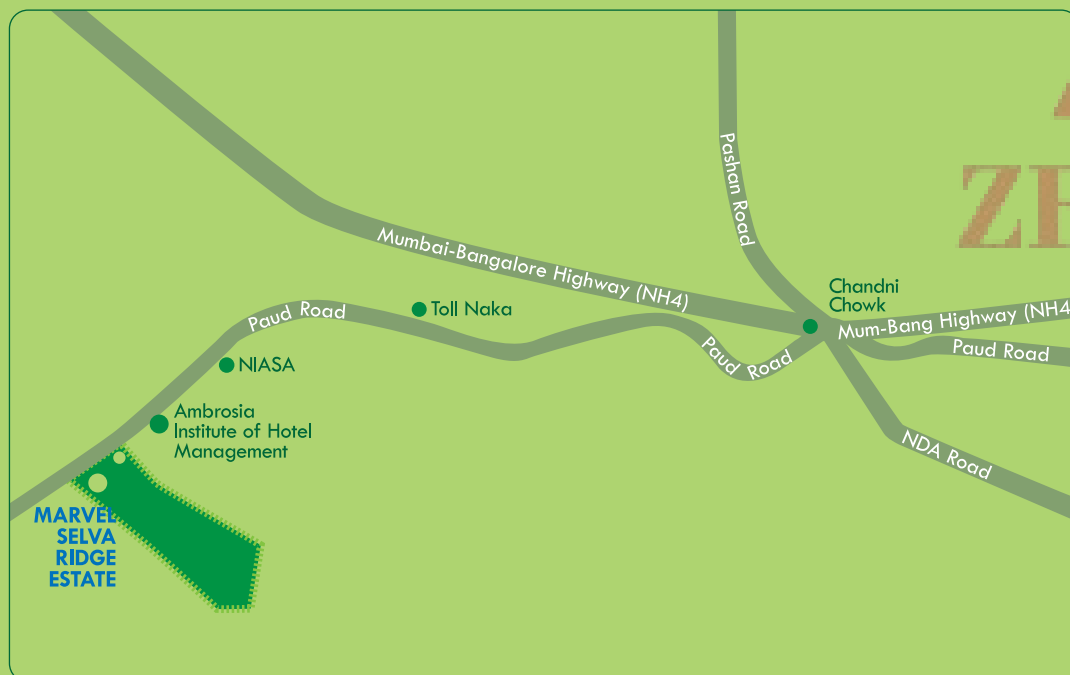 Pashan Road
Mumbai-Bangalore Highway (NH4)
Chandni
Chowk
Toll Naka
Paud Road
Mum-Bang Highway (NH4
Paud Road
Paud Road
NIASA
Ambrosia
Institute of Hotel
Management
NDA Road
MARVEL
SELVA
RIDGE
ESTATE